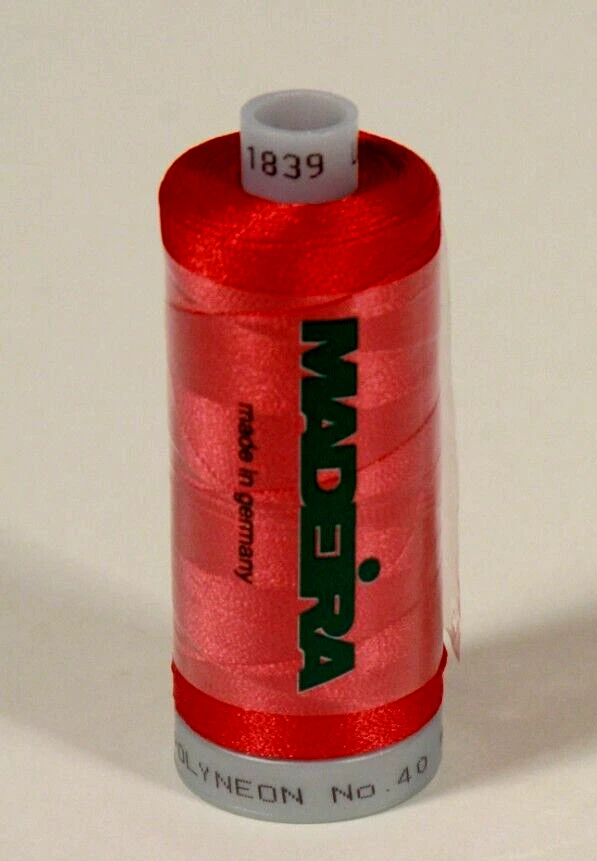 1839
MADEiRA
made in germany
OLYNEON No.40